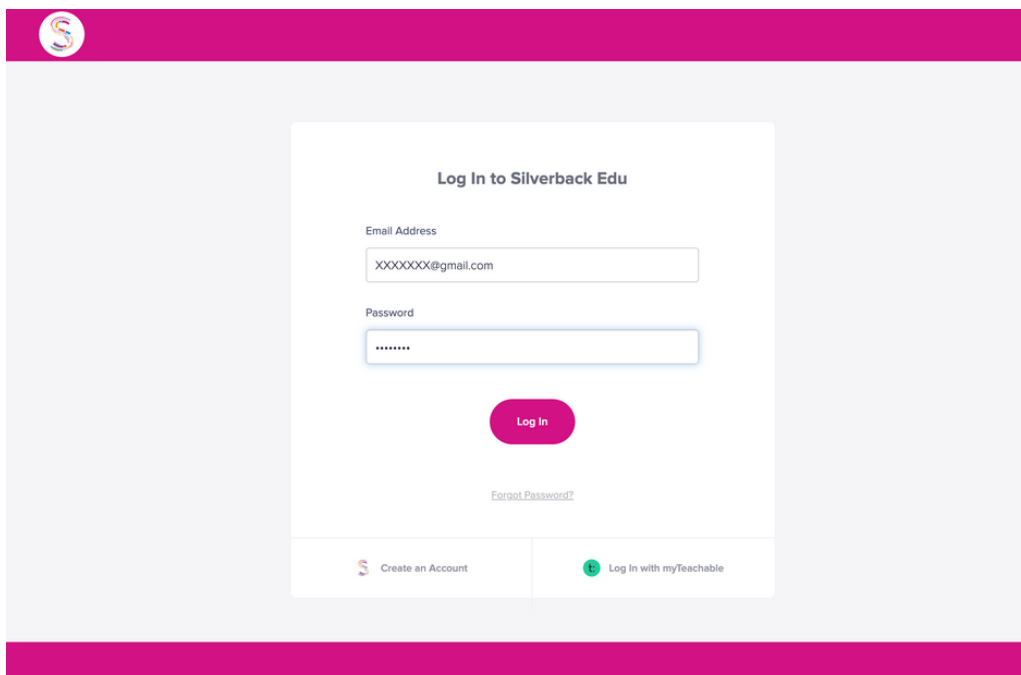 S
Log In to Silverback Edu
Email Address
XXXXXXX@gmail.com
Password
••••••••
Log In
Forgot Password?
S Create an Account
t: Log In with myTeachable